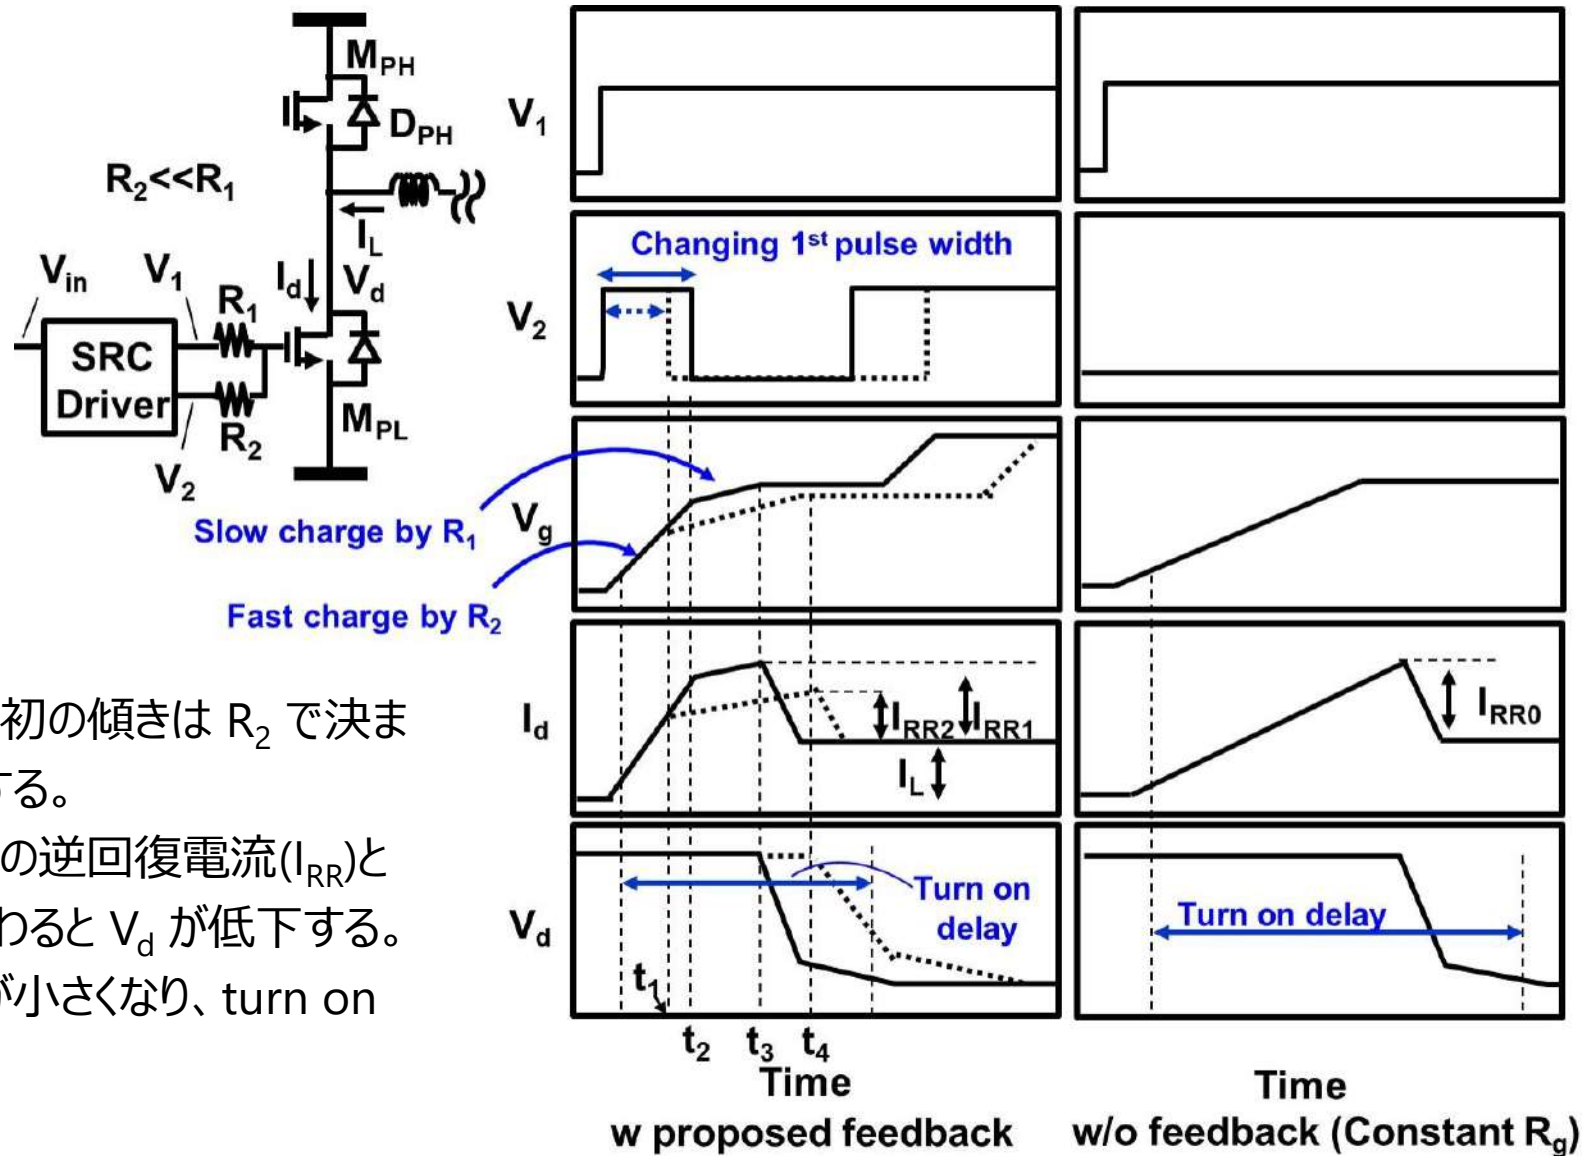 M_PH
D_PH
R_2<<R_1
I_L
V_in
V_1
I_d
V_d
R_1
SRC
Driver
R_2
M_PL
V_2
初の傾きは R_2 で決ま
する。
の逆回復電流(I_RR)と
わると V_d が低下する。
が小さくなり、turn on
V_1
V_2
Changing 1st pulse width
V_g
Slow charge by R_1
Fast charge by R_2
I_d
I_RR2
I_RR1
I_L
I_RR0
V_d
Turn on
delay
Turn on delay
t_1
t_2
t_3
t_4
Time
w proposed feedback
Time
w/o feedback (Constant R_g)